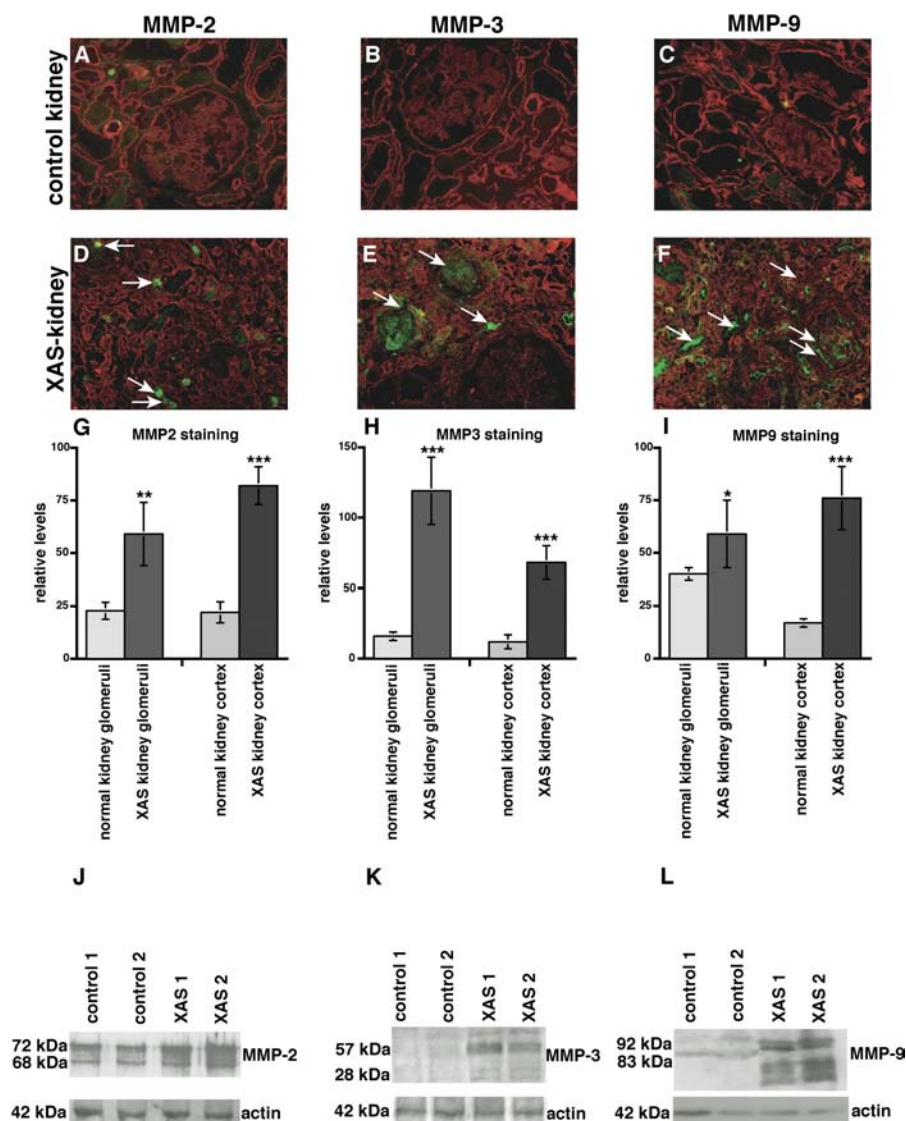 MMP-2 MMP-3 MMP-9
control kidney
A B C
XAS-kidney
D E F
G MMP2 staining
relative levels
100
75
50
25
0
**
***
normal kidney glomeruli
XAS kidney glomeruli
normal kidney cortex
XAS kidney cortex
H MMP3 staining
relative levels
150
100
50
0
***
***
normal kidney glomeruli
XAS kidney glomeruli
normal kidney cortex
XAS kidney cortex
I MMP9 staining
relative levels
100
75
50
25
0
*
***
normal kidney glomeruli
XAS kidney glomeruli
normal kidney cortex
XAS kidney cortex
J
control 1
control 2
XAS 1
XAS 2
72 kDa
68 kDa
MMP-2
42 kDa actin
K
control 1
control 2
XAS 1
XAS 2
57 kDa
28 kDa
MMP-3
42 kDa actin
L
control 1
control 2
XAS 1
XAS 2
92 kDa
83 kDa
MMP-9
42 kDa actin